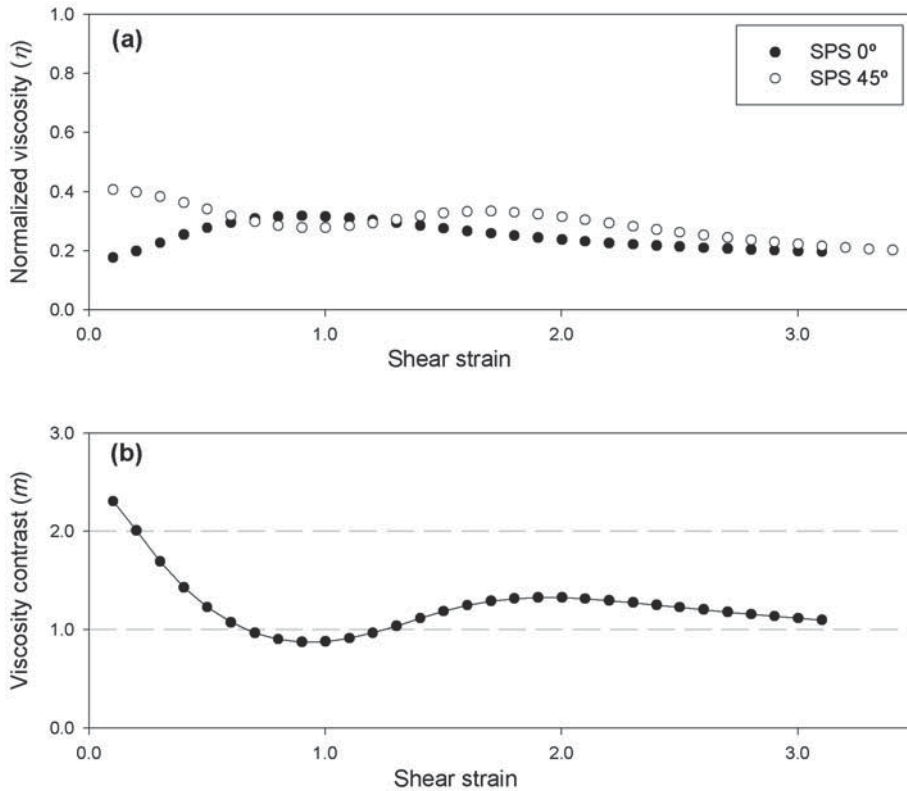 (a)
SPS 0º
SPS 45º
Normalized viscosity (η)
1.0
0.8
0.6
0.4
0.2
0.0
0.0 1.0 2.0 3.0
Shear strain
(b)
Viscosity contrast (m)
3.0
2.0
1.0
0.0
0.0 1.0 2.0 3.0
Shear strain